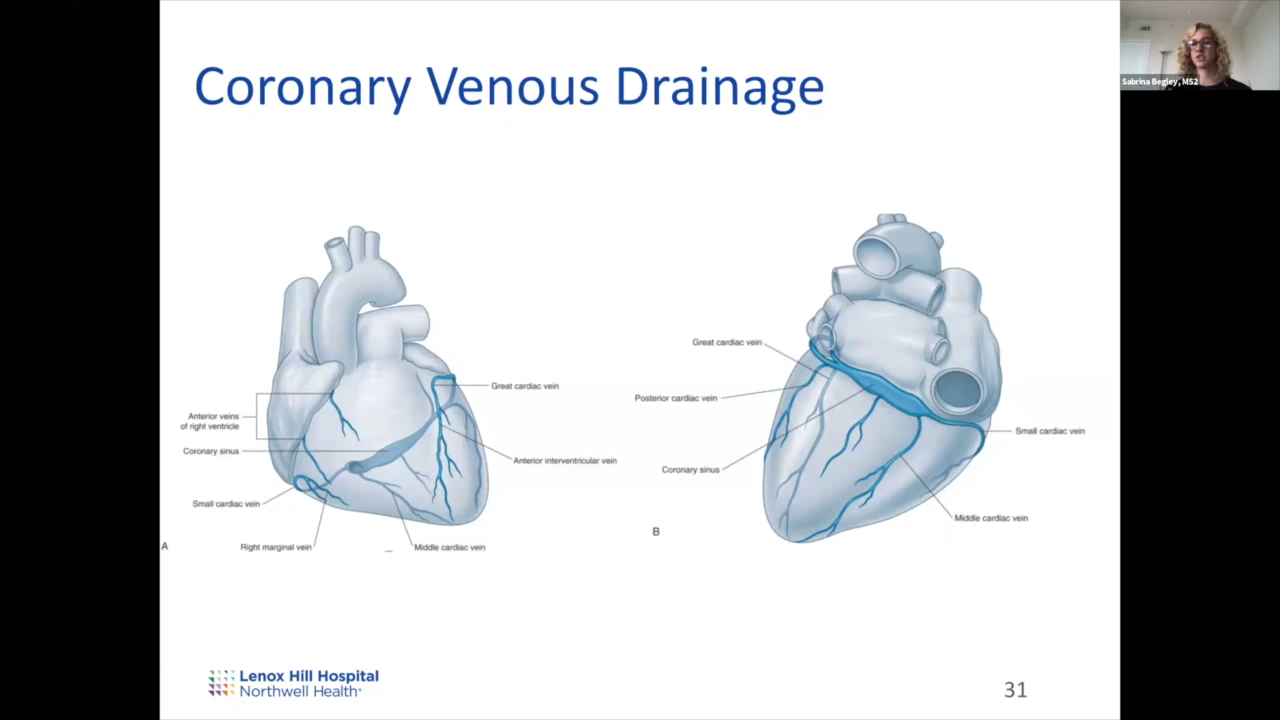 Coronary Venous Drainage
Sabrina Begley, MS2
Great cardiac vein
Anterior veins
of right ventricle
Coronary sinus
Anterior interventricular vein
Small cardiac vein
Right marginal vein
Middle cardiac vein
A
Great cardiac vein
Posterior cardiac vein
Small cardiac vein
Coronary sinus
Middle cardiac vein
B
Lenox Hill Hospital
Northwell Health
31